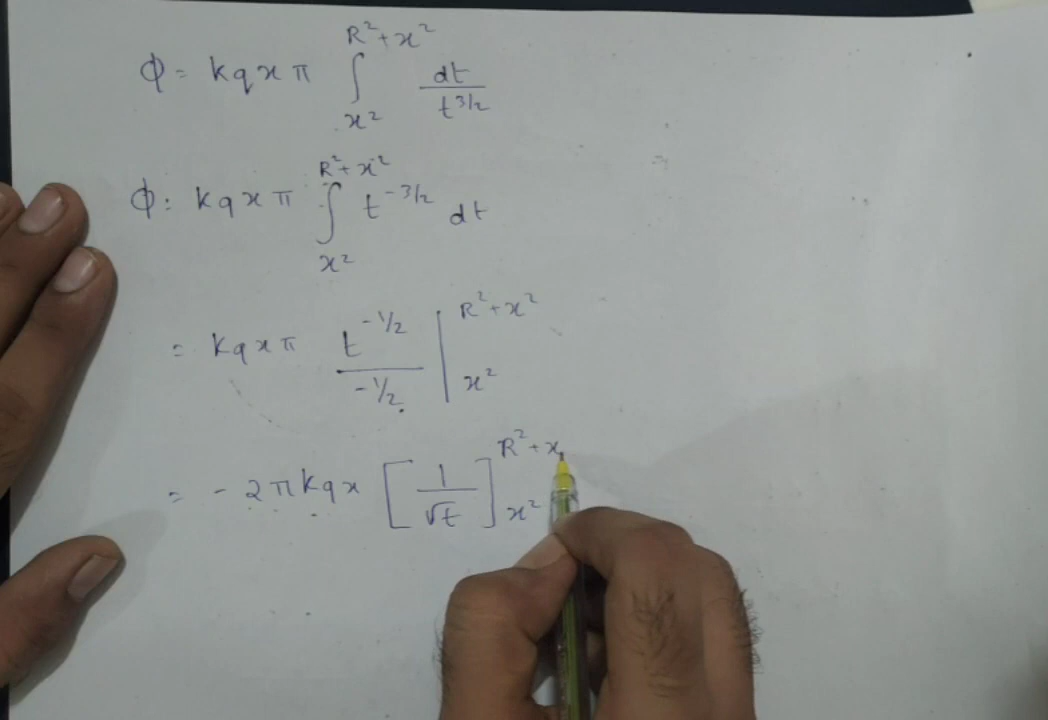 ϕ = kqxπ ∫_{x²}^{R²+x²} dt / t^{3/2}
ϕ : kqxπ ∫_{x²}^{R²+x²} t^{-3/2} dt
= kqxπ t^{-1/2} / -1/2 |_{x²}^{R²+x²}
= - 2πkqx [ 1 / √t ]_{x²}^{R²+x}